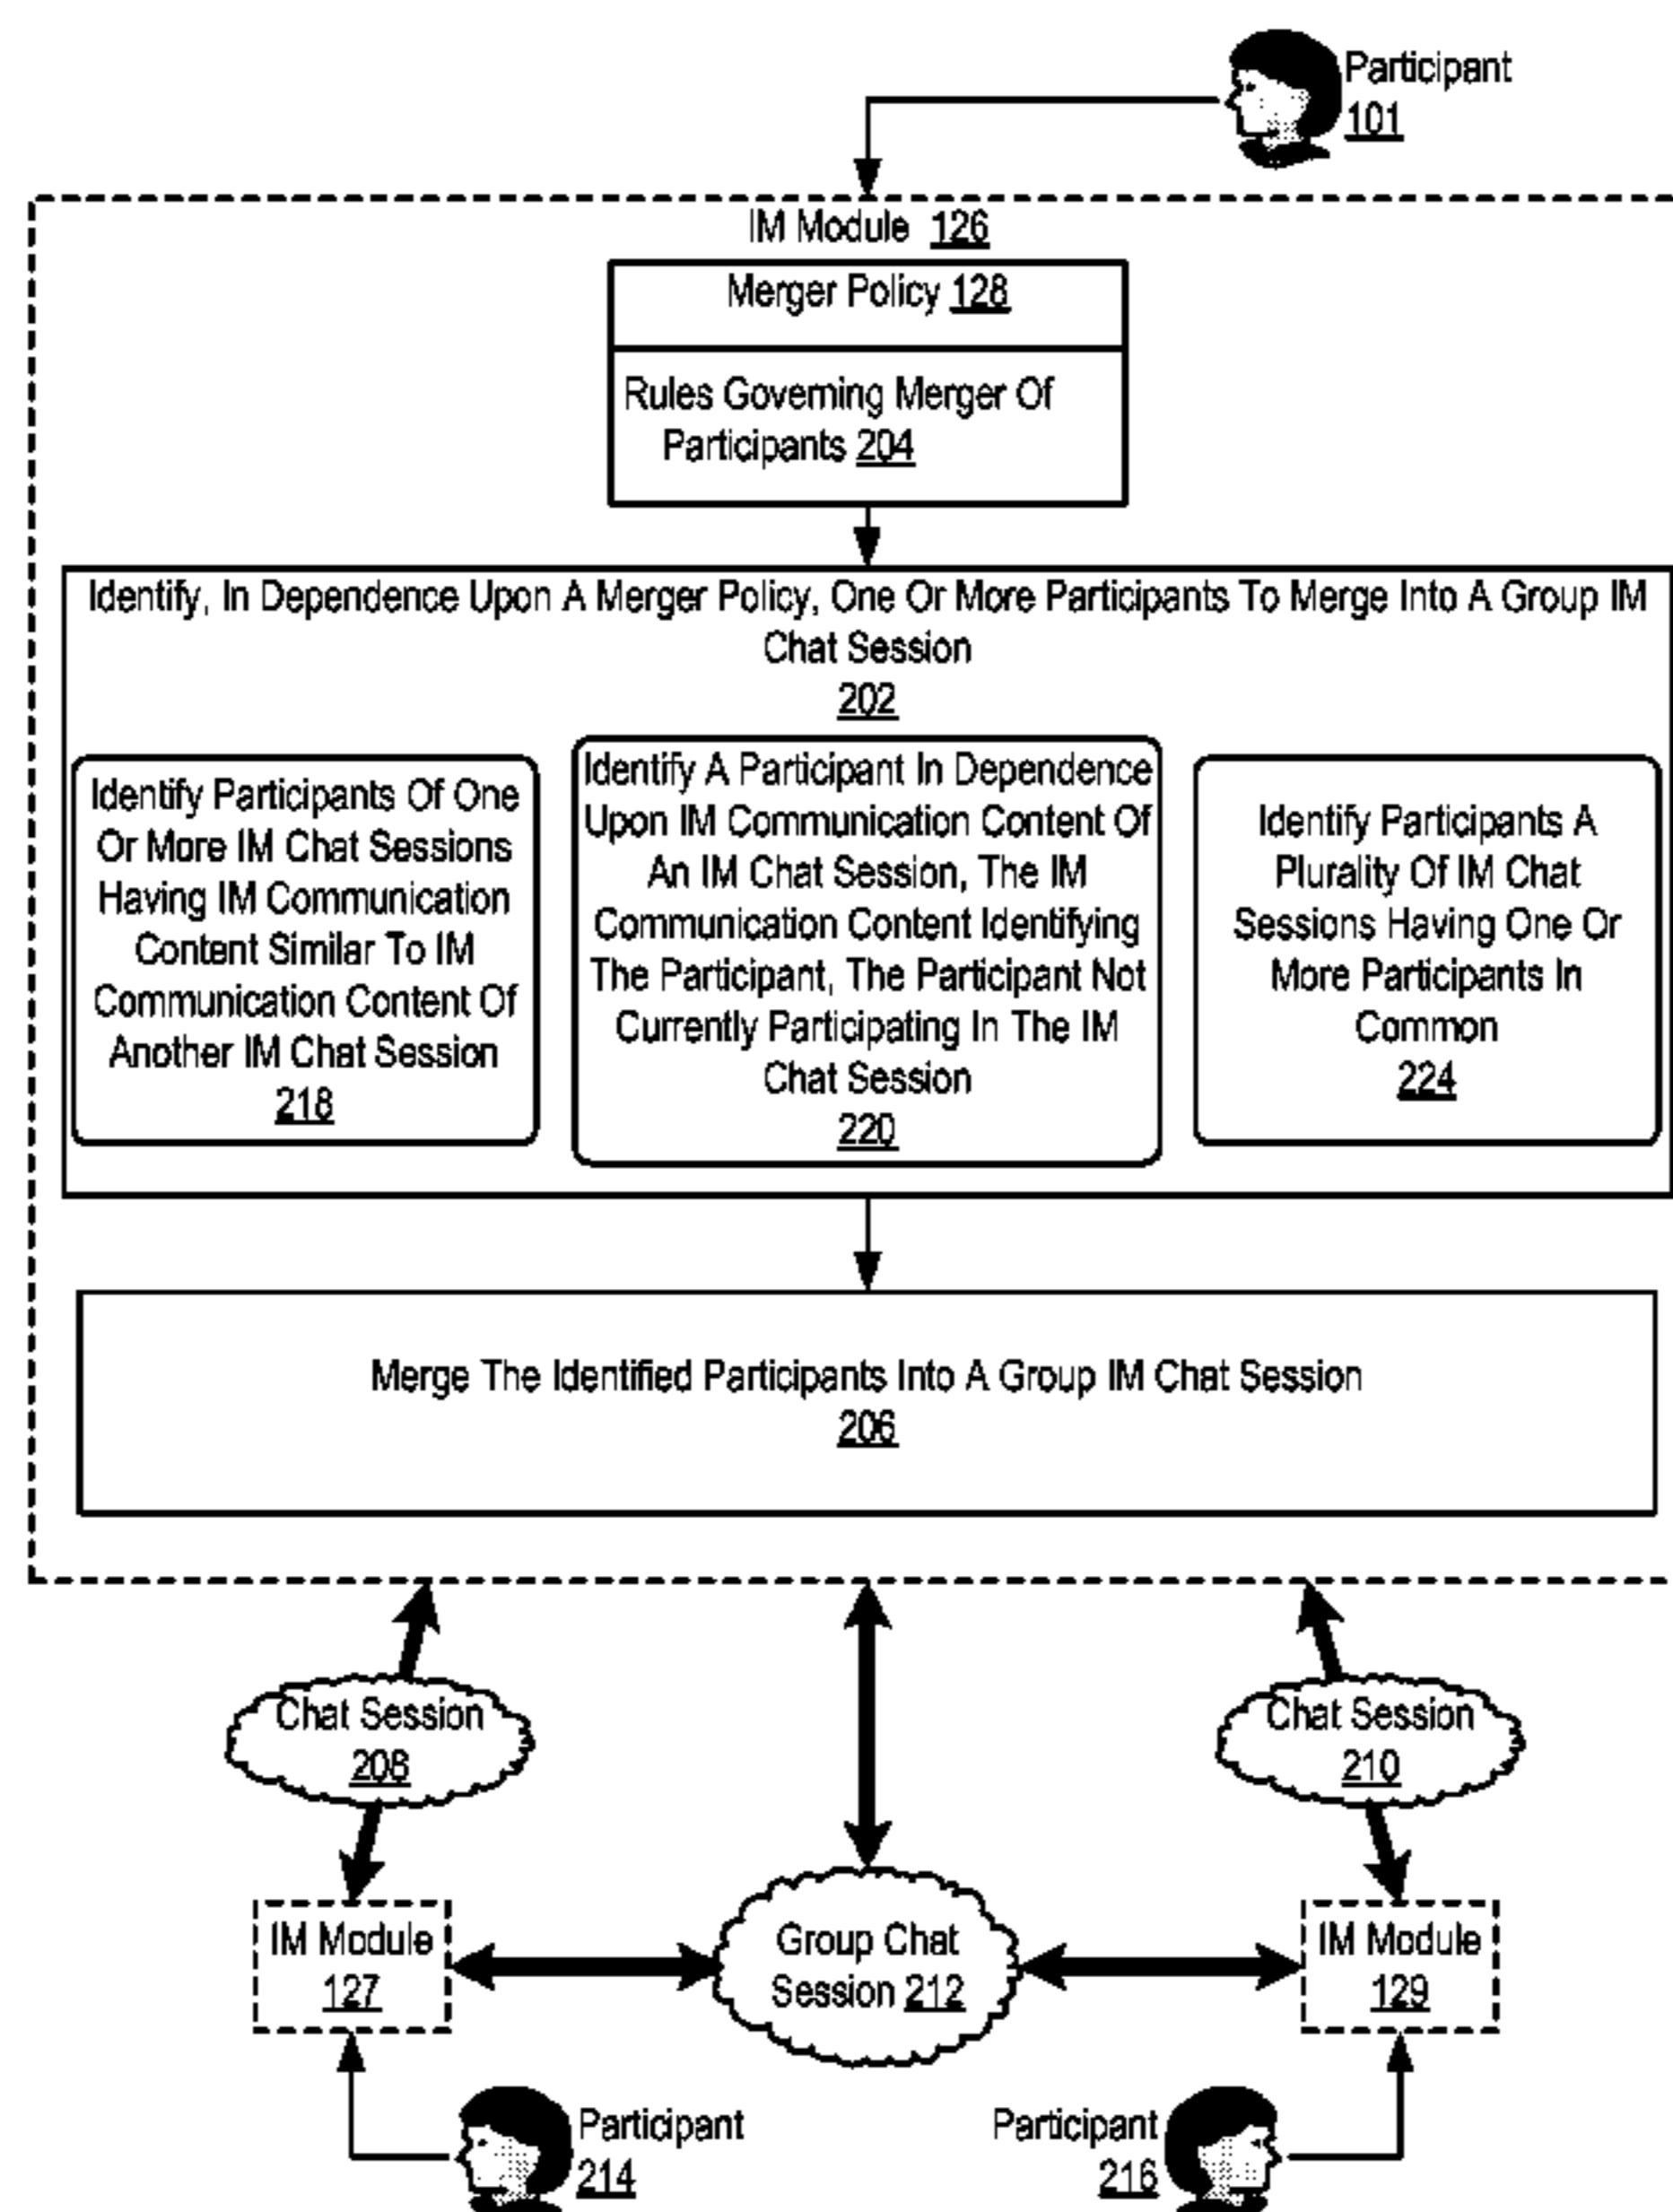 Participant
101
IM Module 126
Merger Policy 128
Rules Governing Merger Of
Participants 204
Identify, In Dependence Upon A Merger Policy, One Or More Participants To Merge Into A Group IM
Chat Session
202
Identify Participants Of One
Or More IM Chat Sessions
Having IM Communication
Content Similar To IM
Communication Content Of
Another IM Chat Session
218
Identify A Participant In Dependence
Upon IM Communication Content Of
An IM Chat Session, The IM
Communication Content Identifying
The Participant, The Participant Not
Currently Participating In The IM
Chat Session
220
Identify Participants A
Plurality Of IM Chat
Sessions Having One Or
More Participants In
Common
224
Merge The Identified Participants Into A Group IM Chat Session
206
Chat Session
208
Chat Session
210
IM Module
127
Group Chat
Session 212
IM Module
129
Participant
214
Participant
216